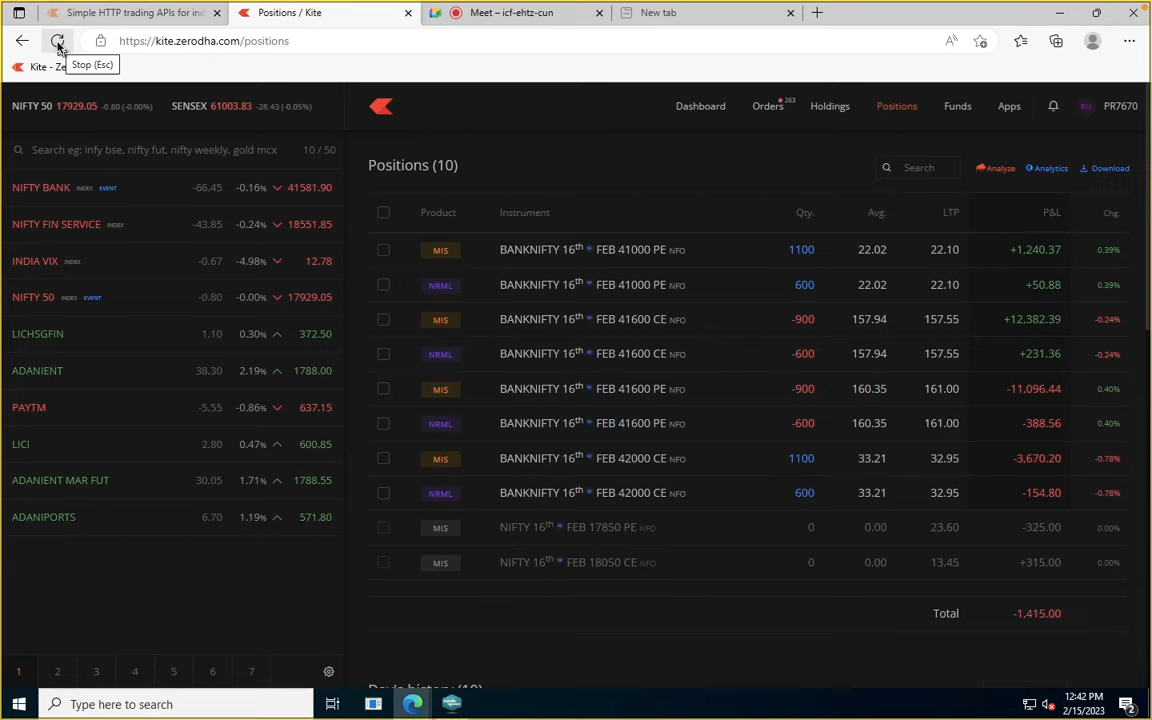 Simple HTTP trading APIs for ind
Positions / Kite
Meet – icf-ehtz-cun
New tab
https://kite.zerodha.com/positions
Stop (Esc)
Kite - Ze
NIFTY 50 17929.05 -0.80 (-0.00%) SENSEX 61003.83 -28.43 (-0.05%)
Dashboard Orders 263 Holdings Positions Funds Apps PR7670
Search eg: infy bse, nifty fut, nifty weekly, gold mcx 10 / 50
NIFTY BANK INDEX EVENT -66.45 -0.16% 41581.90
NIFTY FIN SERVICE INDEX -43.85 -0.24% 18551.85
INDIA VIX INDEX -0.67 -4.98% 12.78
NIFTY 50 INDEX EVENT -0.80 -0.00% 17929.05
LICHSGFIN 1.10 0.30% 372.50
ADANIENT 38.30 2.19% 1788.00
PAYTM -5.55 -0.86% 637.15
LICI 2.80 0.47% 600.85
ADANIENT MAR FUT 30.05 1.71% 1788.55
ADANIPORTS 6.70 1.19% 571.80
1 2 3 4 5 6 7
Positions (10)
Search Analyze Analytics Download
Product Instrument Qty. Avg. LTP P&L Chg.
MIS BANKNIFTY 16th w FEB 41000 PE NFO 1100 22.02 22.10 +1,240.37 0.39%
NRML BANKNIFTY 16th w FEB 41000 PE NFO 600 22.02 22.10 +50.88 0.39%
MIS BANKNIFTY 16th w FEB 41600 CE NFO -900 157.94 157.55 +12,382.39 -0.24%
NRML BANKNIFTY 16th w FEB 41600 CE NFO -600 157.94 157.55 +231.36 -0.24%
MIS BANKNIFTY 16th w FEB 41600 PE NFO -900 160.35 161.00 -11,096.44 0.40%
NRML BANKNIFTY 16th w FEB 41600 PE NFO -600 160.35 161.00 -388.56 0.40%
MIS BANKNIFTY 16th w FEB 42000 CE NFO 1100 33.21 32.95 -3,670.20 -0.78%
NRML BANKNIFTY 16th w FEB 42000 CE NFO 600 33.21 32.95 -154.80 -0.78%
MIS NIFTY 16th w FEB 17850 PE NFO 0 0.00 23.60 -325.00 0.00%
MIS NIFTY 16th w FEB 18050 CE NFO 0 0.00 13.45 +315.00 0.00%
Total -1,415.00
Day's history (10)
Type here to search
12:42 PM
2/15/2023
2